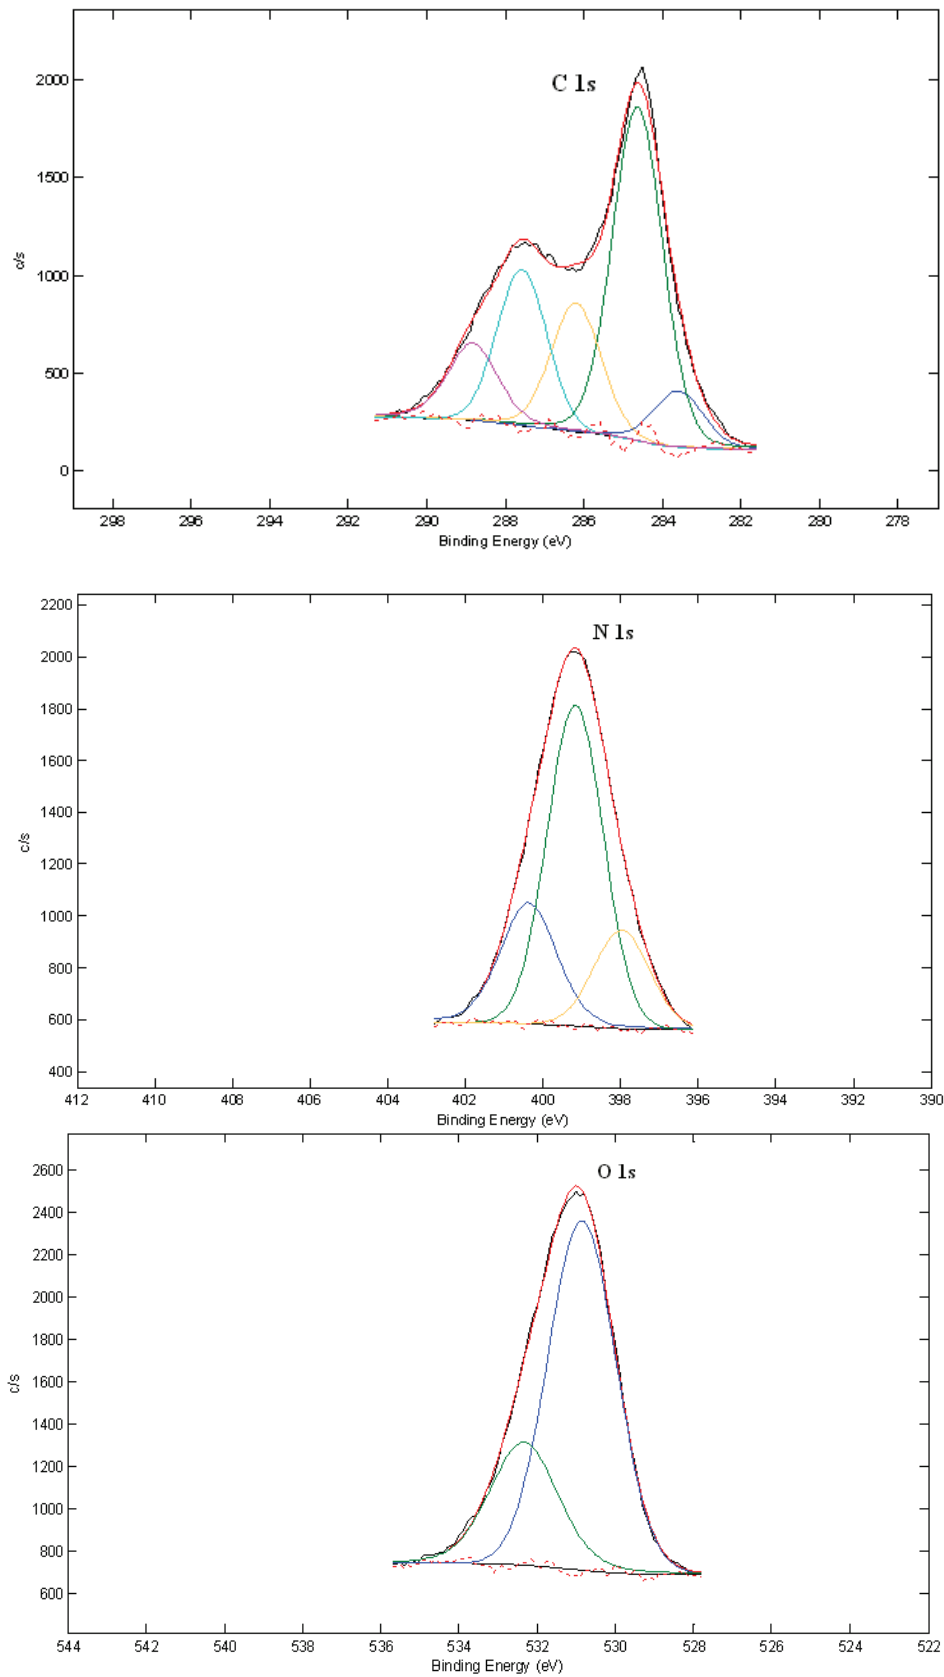 C 1s
2000
1500
1000
500
0
c/s
298 296 294 292 290 288 286 284 282 280 278
Binding Energy (eV)
N 1s
2200
2000
1800
1600
1400
1200
1000
800
600
400
c/s
412 410 408 406 404 402 400 398 396 394 392 390
Binding Energy (eV)
O 1s
2600
2400
2200
2000
1800
1600
1400
1200
1000
800
600
c/s
544 542 540 538 536 534 532 530 528 526 524 522
Binding Energy (eV)